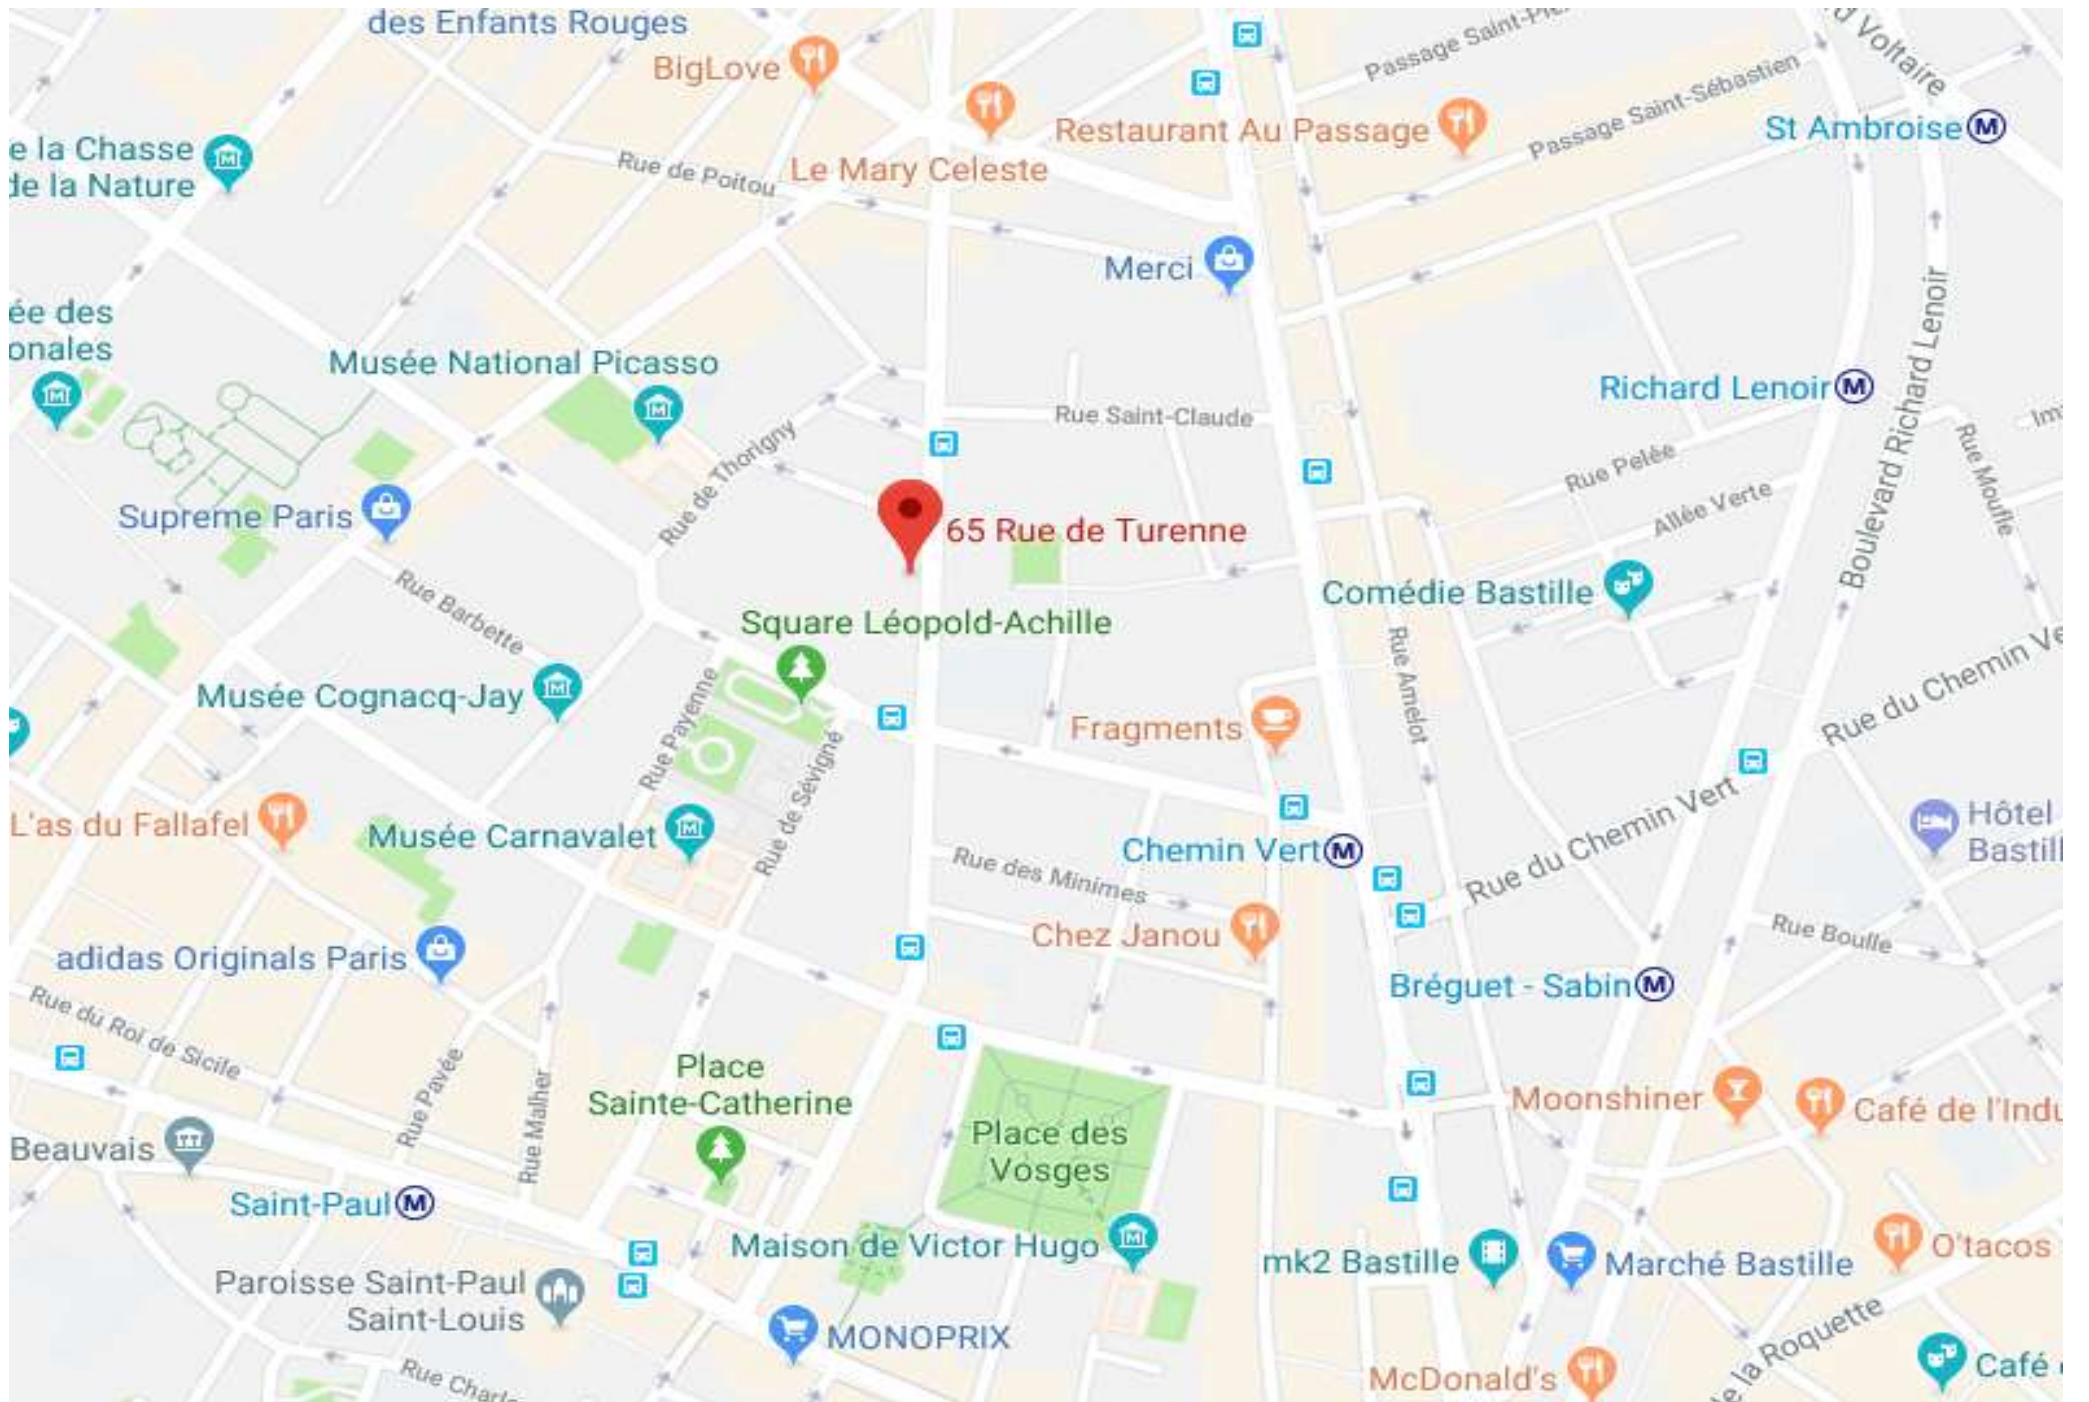 des Enfants Rouges
BigLove
Passage Saint-Pie
d Voltaire
Restaurant Au Passage
Passage Saint-Sébastien
St Ambroise
e la Chasse
de la Nature
Rue de Poitou
Le Mary Celeste
Merci
ée des
onales
Musée National Picasso
Richard Lenoir
Boulevard Richard Lenoir
Rue Saint-Claude
Rue Pelée
Rue Moufle
Rue de Thorigny
Allée Verte
Supreme Paris
65 Rue de Turenne
Rue Barbette
Comédie Bastille
Square Léopold-Achille
Rue Amelot
Rue du Chemin Ve
Musée Cognacq-Jay
Rue Payenne
Rue de Sévigné
Fragments
L'as du Fallafel
Musée Carnavalet
Chemin Vert
Rue du Chemin Vert
Hôtel
Bastill
Rue des Minimes
adidas Originals Paris
Chez Janou
Rue Boulle
Bréguet - Sabin
Rue du Roi de Sicile
Rue Pavée
Rue Malher
Place
Sainte-Catherine
Moonshiner
Café de l'Indu
Beauvais
Place des
Vosges
Saint-Paul
Maison de Victor Hugo
mk2 Bastille
Marché Bastille
O'tacos
Paroisse Saint-Paul
Saint-Louis
MONOPRIX
Rue Charle
McDonald's
de la Roquette
Café